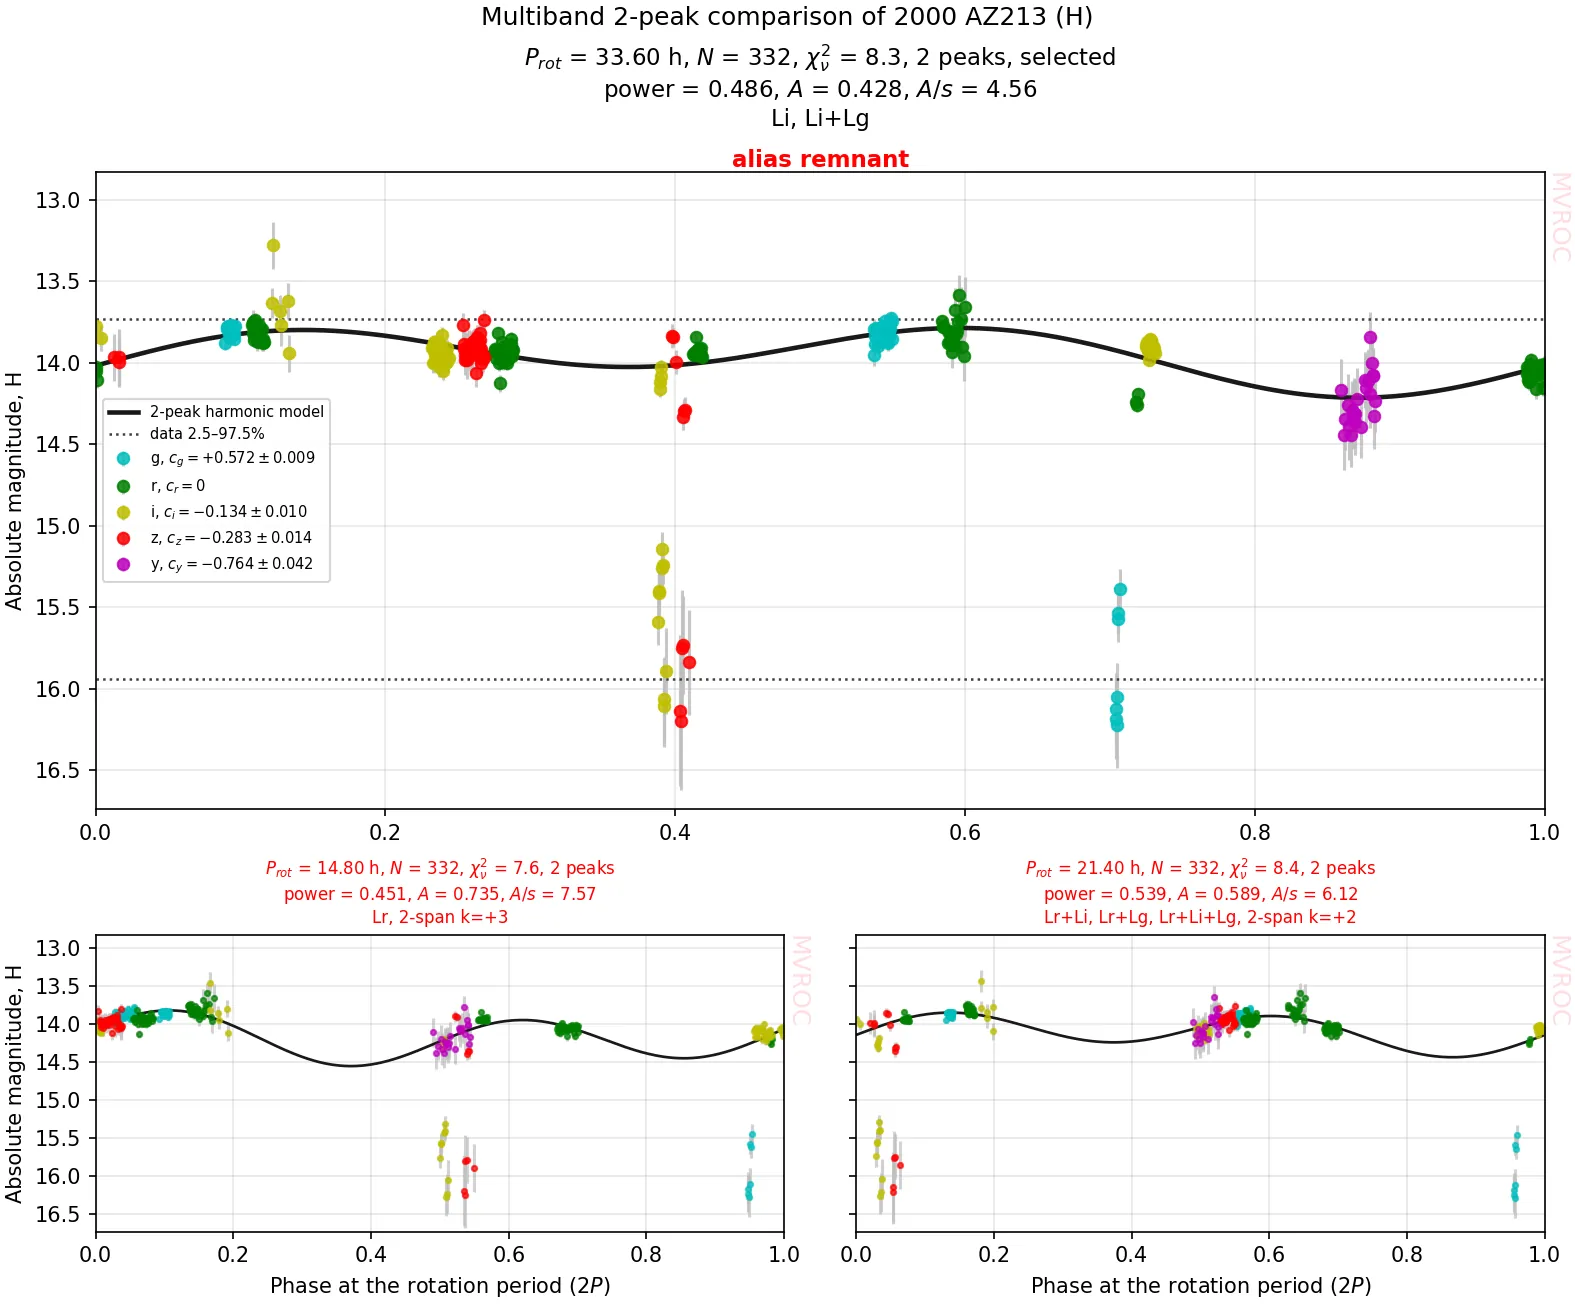 Multiband 2-peak comparison of 2000 AZ213 (H)
P_rot = 33.60 h, N = 332, χ²_ν = 8.3, 2 peaks, selected
power = 0.486, A = 0.428, A/s = 4.56
Li, Li+Lg
alias remnant
MVROC
Absolute magnitude, H
13.0
13.5
14.0
14.5
15.0
15.5
16.0
16.5
2-peak harmonic model
data 2.5–97.5%
g, c_g = +0.572 ± 0.009
r, c_r = 0
i, c_i = −0.134 ± 0.010
z, c_z = −0.283 ± 0.014
y, c_y = −0.764 ± 0.042
0.0 0.2 0.4 0.6 0.8 1.0
P_rot = 14.80 h, N = 332, χ²_ν = 7.6, 2 peaks
power = 0.451, A = 0.735, A/s = 7.57
Lr, 2-span k=+3
MVROC
Absolute magnitude, H
13.0
13.5
14.0
14.5
15.0
15.5
16.0
16.5
0.0 0.2 0.4 0.6 0.8 1.0
Phase at the rotation period (2P)
P_rot = 21.40 h, N = 332, χ²_ν = 8.4, 2 peaks
power = 0.539, A = 0.589, A/s = 6.12
Lr+Li, Lr+Lg, Lr+Li+Lg, 2-span k=+2
MVROC
0.0 0.2 0.4 0.6 0.8 1.0
Phase at the rotation period (2P)